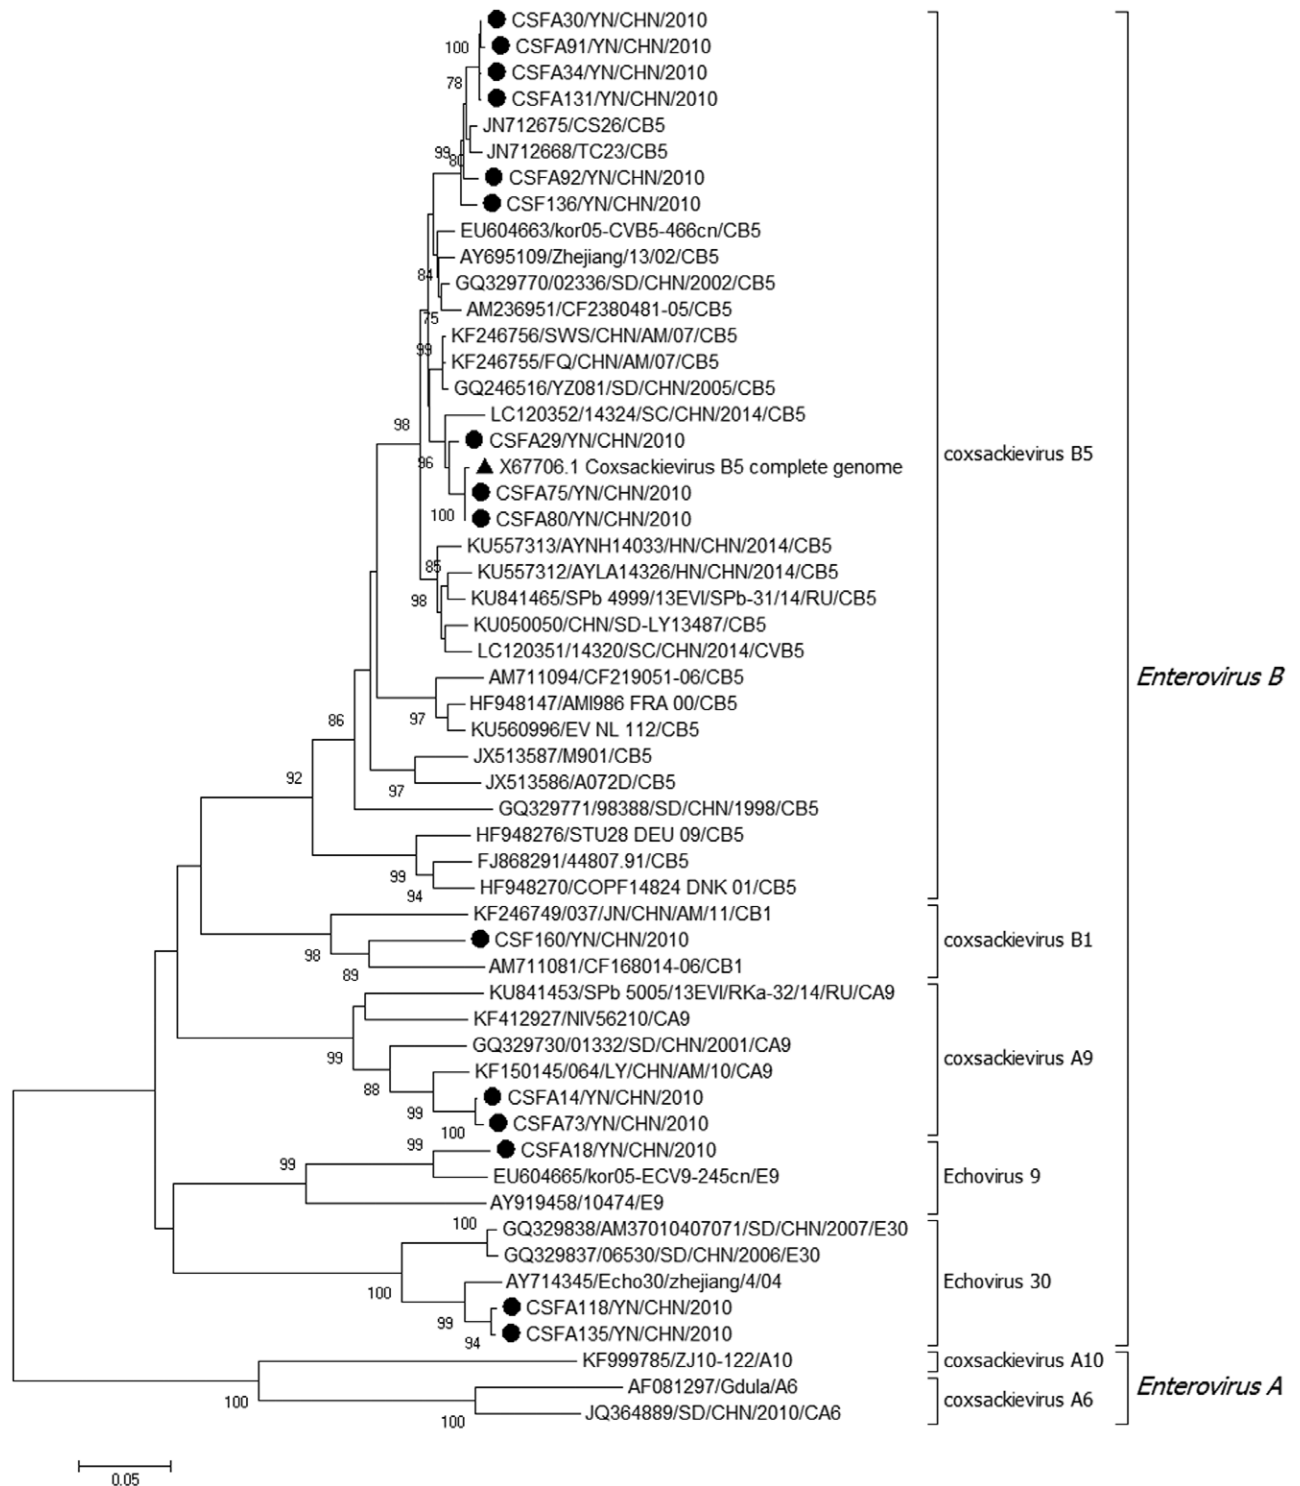 CSFA30/YN/CHN/2010
100
CSFA91/YN/CHN/2010
CSFA34/YN/CHN/2010
78
CSFA131/YN/CHN/2010
JN712675/CS26/CB5
99
80
JN712668/TC23/CB5
CSFA92/YN/CHN/2010
CSF136/YN/CHN/2010
EU604663/kor05-CVB5-466cn/CB5
AY695109/Zhejiang/13/02/CB5
84
GQ329770/02336/SD/CHN/2002/CB5
AM236951/CF2380481-05/CB5
75
KF246756/SWS/CHN/AM/07/CB5
99
KF246755/FQ/CHN/AM/07/CB5
GQ246516/YZ081/SD/CHN/2005/CB5
LC120352/14324/SC/CHN/2014/CB5
98
CSFA29/YN/CHN/2010
coxsackievirus B5
96
X67706.1 Coxsackievirus B5 complete genome
CSFA75/YN/CHN/2010
100
CSFA80/YN/CHN/2010
KU557313/AYNH14033/HN/CHN/2014/CB5
85
KU557312/AYLA14326/HN/CHN/2014/CB5
98
KU841465/SPb 4999/13EVI/SPb-31/14/RU/CB5
KU050050/CHN/SD-LY13487/CB5
LC120351/14320/SC/CHN/2014/CVB5
AM711094/CF219051-06/CB5
Enterovirus B
HF948147/AMI986 FRA 00/CB5
97
86
KU560996/EV NL 112/CB5
JX513587/M901/CB5
92
JX513586/A072D/CB5
97
GQ329771/98388/SD/CHN/1998/CB5
HF948276/STU28 DEU 09/CB5
FJ868291/44807.91/CB5
99
HF948270/COPF14824 DNK 01/CB5
94
KF246749/037/JN/CHN/AM/11/CB1
CSF160/YN/CHN/2010
coxsackievirus B1
98
AM711081/CF168014-06/CB1
89
KU841453/SPb 5005/13EVI/RKa-32/14/RU/CA9
KF412927/NIV56210/CA9
GQ329730/01332/SD/CHN/2001/CA9
99
coxsackievirus A9
KF150145/064/LY/CHN/AM/10/CA9
88
CSFA14/YN/CHN/2010
99
CSFA73/YN/CHN/2010
100
99
CSFA18/YN/CHN/2010
99
EU604665/kor05-ECV9-245cn/E9
Echovirus 9
AY919458/10474/E9
100
GQ329838/AM37010407071/SD/CHN/2007/E30
GQ329837/06530/SD/CHN/2006/E30
AY714345/Echo30/zhejiang/4/04
Echovirus 30
100
CSFA118/YN/CHN/2010
99
CSFA135/YN/CHN/2010
94
KF999785/ZJ10-122/A10
coxsackievirus A10
AF081297/Gdula/A6
Enterovirus A
100
coxsackievirus A6
JQ364889/SD/CHN/2010/CA6
100
0.05